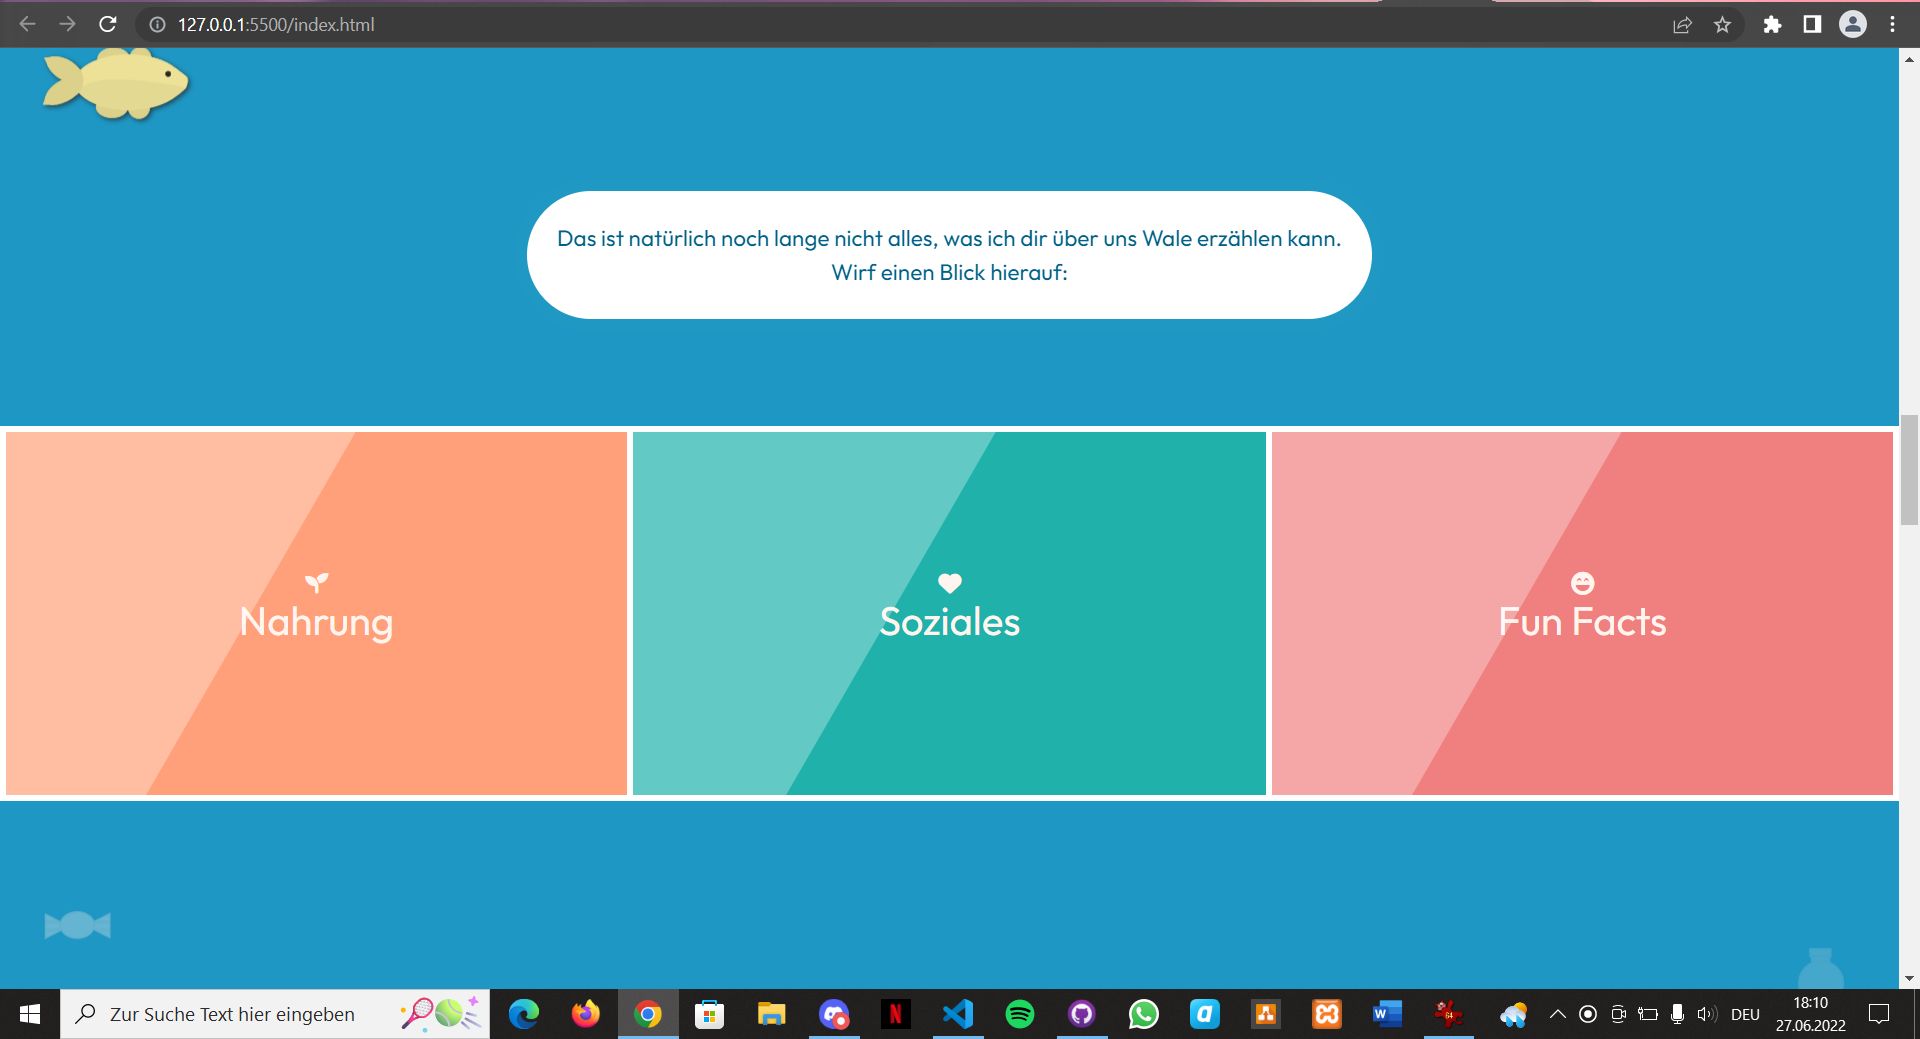 127.0.0.1:5500/index.html
Das ist natürlich noch lange nicht alles, was ich dir über uns Wale erzählen kann.
Wirf einen Blick hierauf:
Nahrung
Soziales
Fun Facts
Zur Suche Text hier eingeben
N
a
W
64
DEU
18:10
27.06.2022